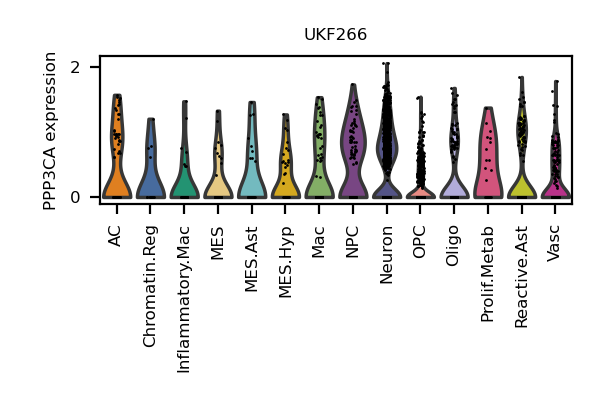 UKF266
PPP3CA expression
2
0
AC
Chromatin.Reg
Inflammatory.Mac
MES
MES.Ast
MES.Hyp
Mac
NPC
Neuron
OPC
Oligo
Prolif.Metab
Reactive.Ast
Vasc